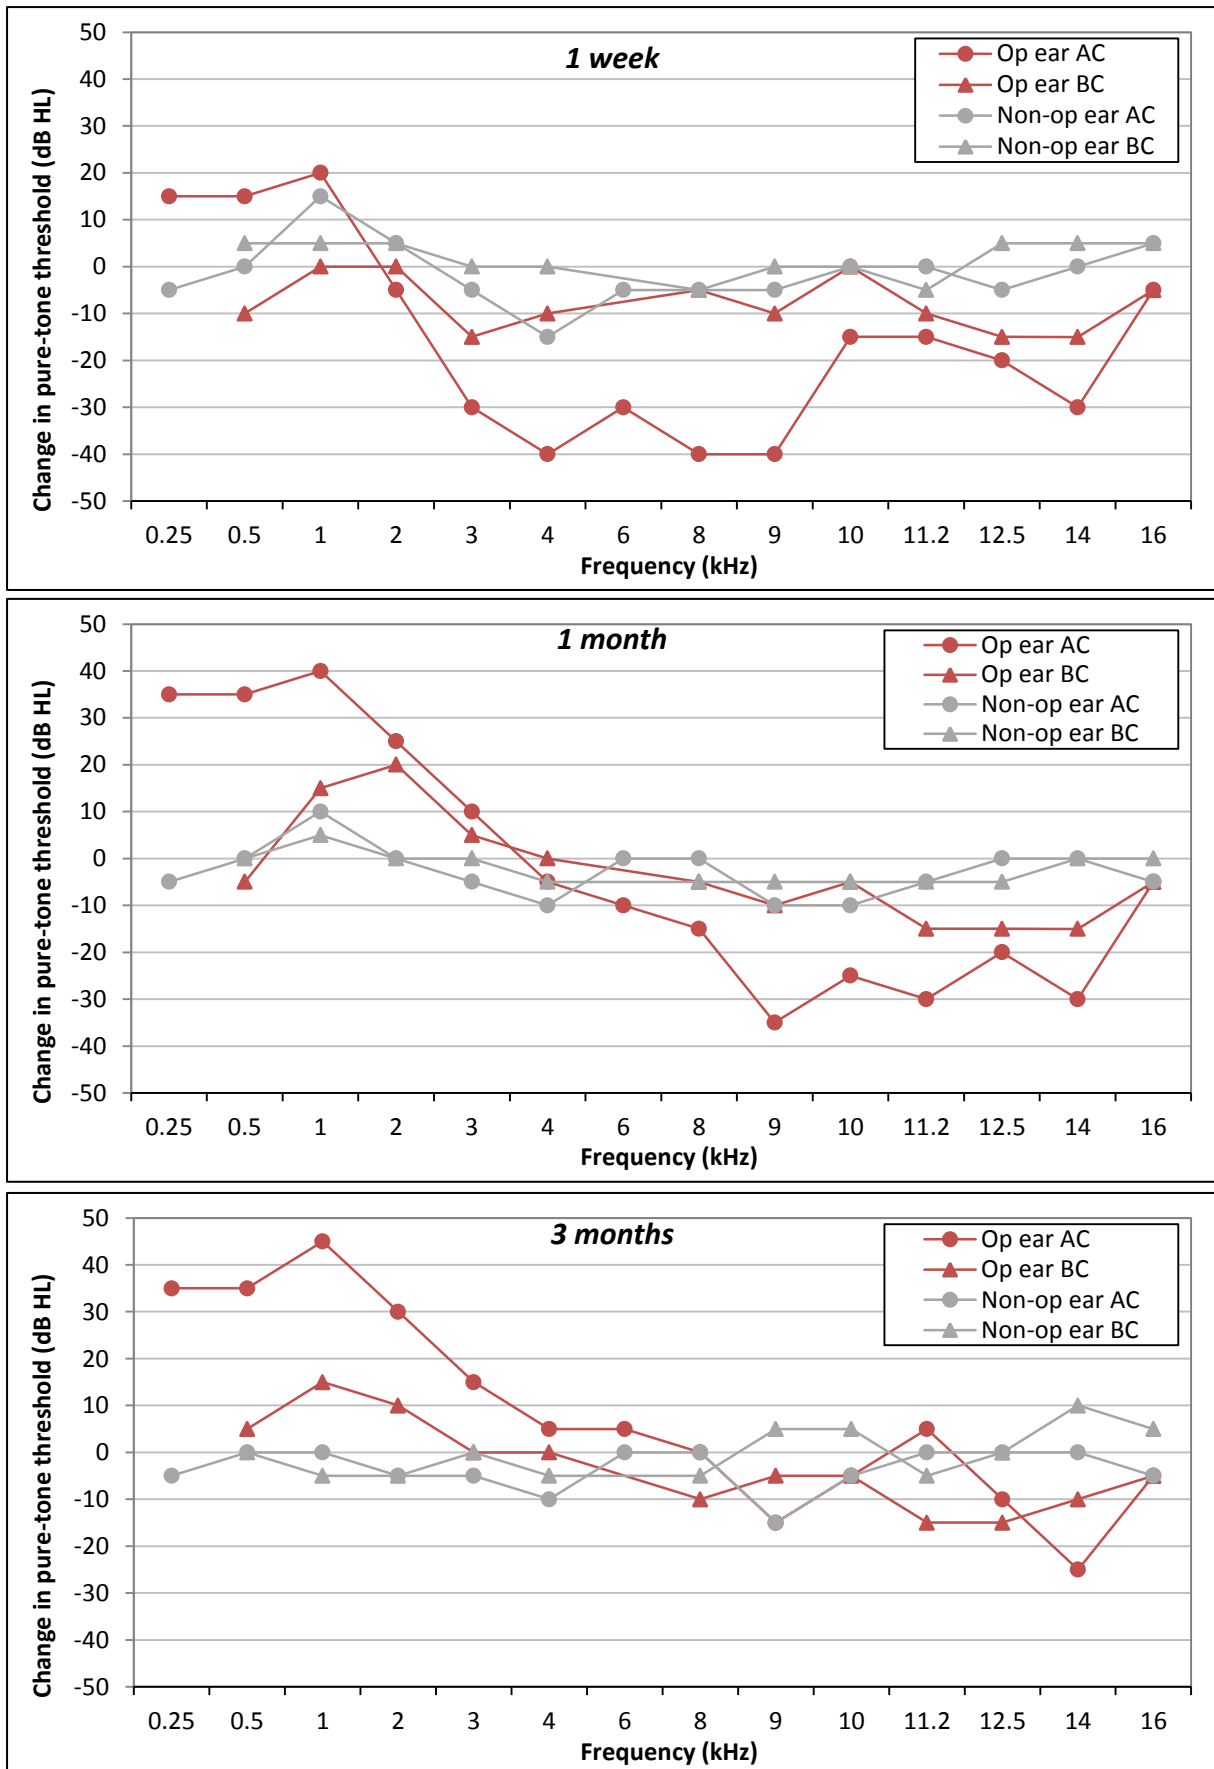 1 week
Op ear AC
Op ear BC
Non-op ear AC
Non-op ear BC
Change in pure-tone threshold (dB HL)
50
40
30
20
10
0
-10
-20
-30
-40
-50
0.25 0.5 1 2 3 4 6 8 9 10 11.2 12.5 14 16
Frequency (kHz)
1 month
Op ear AC
Op ear BC
Non-op ear AC
Non-op ear BC
Change in pure-tone threshold (dB HL)
50
40
30
20
10
0
-10
-20
-30
-40
-50
0.25 0.5 1 2 3 4 6 8 9 10 11.2 12.5 14 16
Frequency (kHz)
3 months
Op ear AC
Op ear BC
Non-op ear AC
Non-op ear BC
Change in pure-tone threshold (dB HL)
50
40
30
20
10
0
-10
-20
-30
-40
-50
0.25 0.5 1 2 3 4 6 8 9 10 11.2 12.5 14 16
Frequency (kHz)